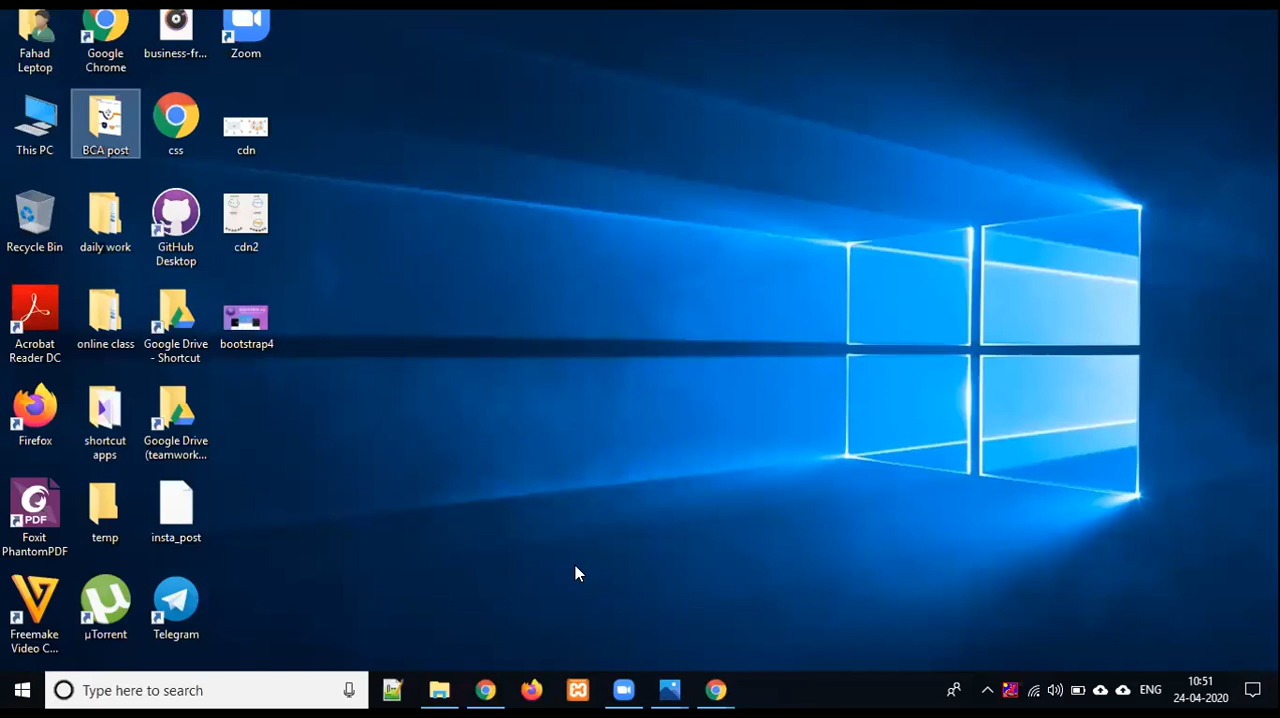 Fahad
Leptop
Google
Chrome
business-fr...
Zoom
This PC
BCA post
css
cdn
Recycle Bin
daily work
GitHub
Desktop
cdn2
Acrobat
Reader DC
online class
Google Drive
- Shortcut
bootstrap4
Firefox
shortcut
apps
Google Drive
(teamwork...
PDF
Foxit
PhantomPDF
temp
insta_post
Freemake
Video C...
µTorrent
Telegram
Type here to search
ENG
10:51
24-04-2020